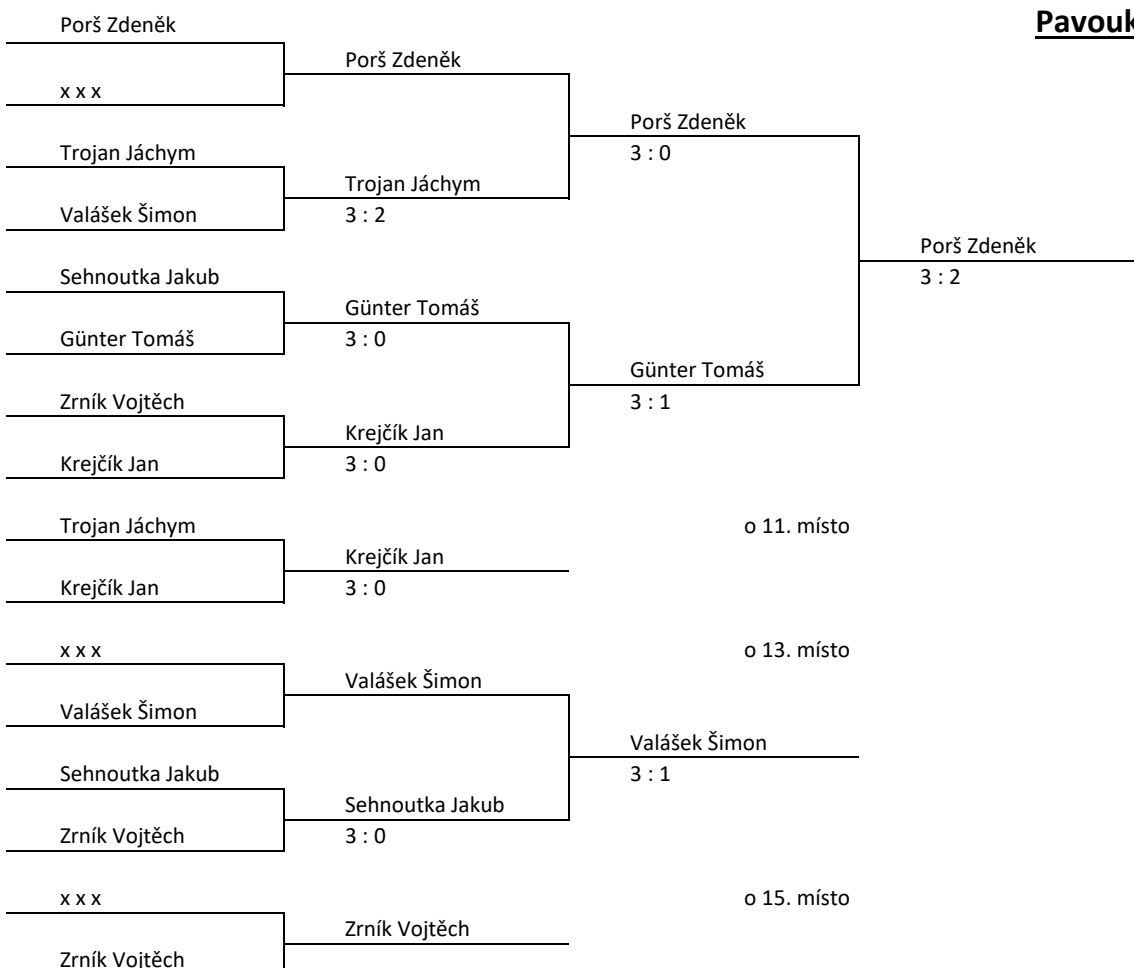 Porš Zdeněk
Pavouk
Porš Zdeněk
x x x
Porš Zdeněk
Trojan Jáchym
3 : 0
Trojan Jáchym
Valášek Šimon
3 : 2
Porš Zdeněk
Sehnoutka Jakub
3 : 2
Günter Tomáš
Günter Tomáš
3 : 0
Günter Tomáš
Zrník Vojtěch
3 : 1
Krejčík Jan
Krejčík Jan
3 : 0
Trojan Jáchym
o 11. místo
Krejčík Jan
Krejčík Jan
3 : 0
x x x
o 13. místo
Valášek Šimon
Valášek Šimon
Valášek Šimon
Sehnoutka Jakub
3 : 1
Sehnoutka Jakub
Zrník Vojtěch
3 : 0
x x x
o 15. místo
Zrník Vojtěch
Zrník Vojtěch